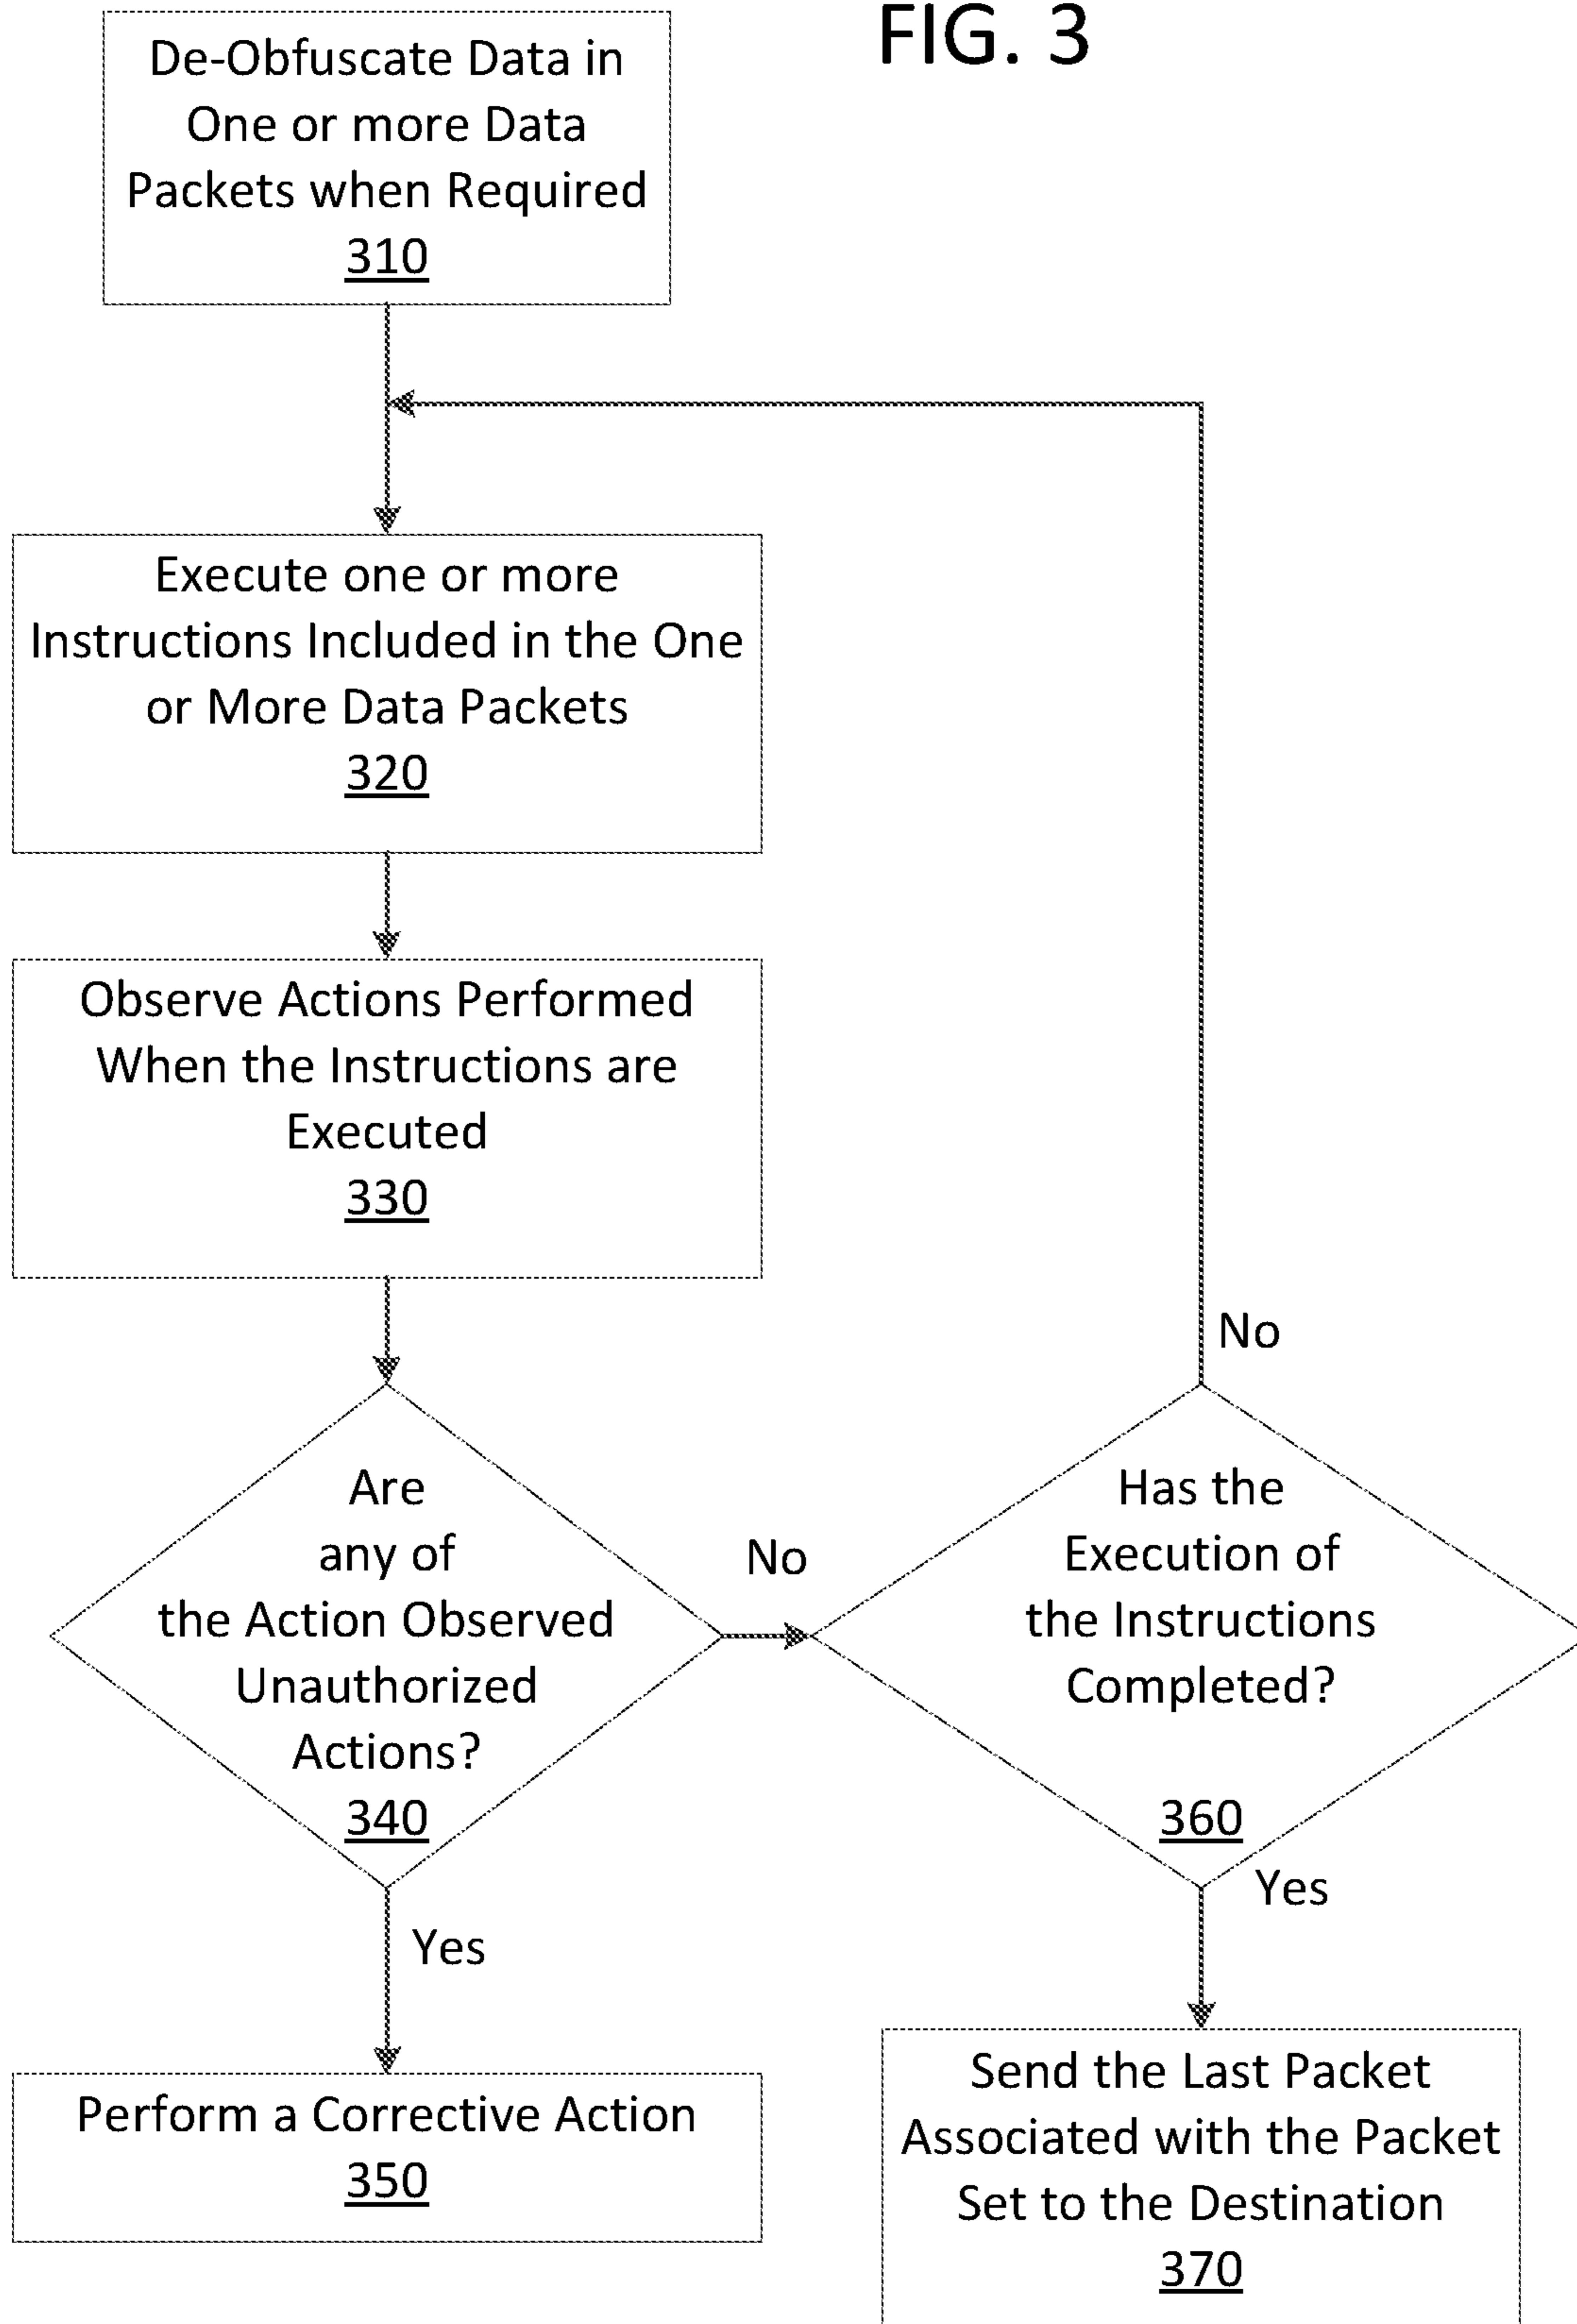 FIG. 3
De-Obfuscate Data in
One or more Data
Packets when Required
310
Execute one or more
Instructions Included in the One
or More Data Packets
320
Observe Actions Performed
When the Instructions are
Executed
330
No
Are
any of
the Action Observed
Unauthorized
Actions?
340
No
Has the
Execution of
the Instructions
Completed?
360
Yes
Yes
Perform a Corrective Action
350
Send the Last Packet
Associated with the Packet
Set to the Destination
370